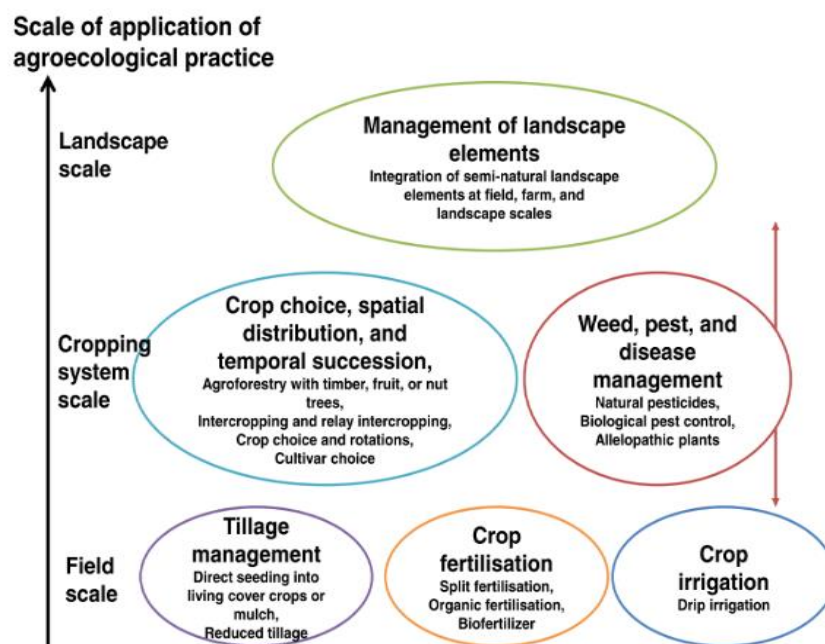 Scale of application of
agroecological practice
Landscape
scale
Management of landscape
elements
Integration of semi-natural landscape
elements at field, farm, and
landscape scales
Cropping
system
scale
Crop choice, spatial
distribution, and
temporal succession,
Agroforestry with timber, fruit, or nut
trees,
Intercropping and relay intercropping,
Crop choice and rotations,
Cultivar choice
Weed, pest, and
disease
management
Natural pesticides,
Biological pest control,
Allelopathic plants
Field
scale
Tillage
management
Direct seeding into
living cover crops or
mulch,
Reduced tillage
Crop
fertilisation
Split fertilisation,
Organic fertilisation,
Biofertilizer
Crop
irrigation
Drip irrigation